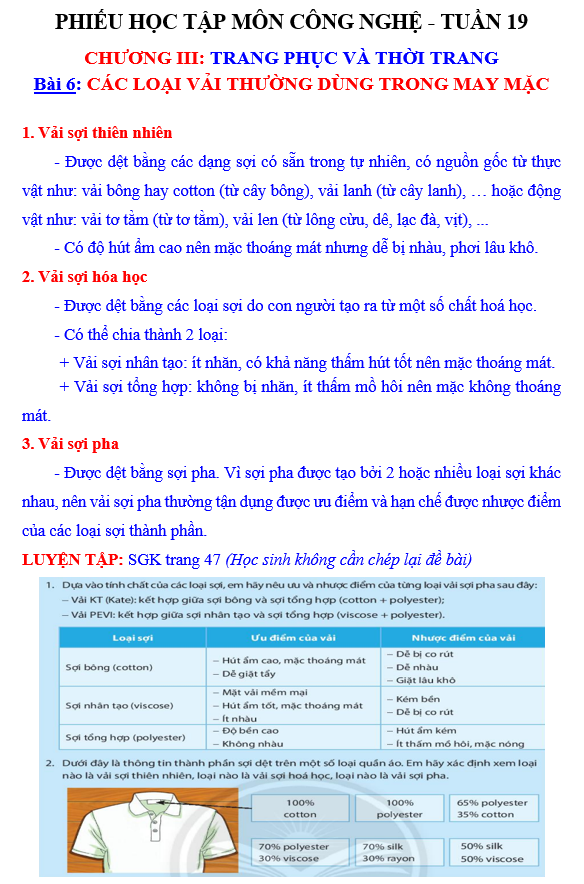 PHIẾU HỌC TẬP MÔN CÔNG NGHỆ - TUẦN 19
CHƯƠNG III: TRANG PHỤC VÀ THỜI TRANG
Bài 6: CÁC LOẠI VẢI THƯỜNG DÙNG TRONG MAY MẶC
1. Vải sợi thiên nhiên
- Được dệt bằng các dạng sợi có sẵn trong tự nhiên, có nguồn gốc từ thực
vật như: vải bông hay cotton (từ cây bông), vải lanh (từ cây lanh), … hoặc động
vật như: vải tơ tằm (từ tơ tằm), vải len (từ lông cừu, dê, lạc đà, vịt), ...
- Có độ hút ẩm cao nên mặc thoáng mát nhưng dễ bị nhàu, phơi lâu khô.
2. Vải sợi hóa học
- Được dệt bằng các loại sợi do con người tạo ra từ một số chất hoá học.
- Có thể chia thành 2 loại:
+ Vải sợi nhân tạo: ít nhăn, có khả năng thấm hút tốt nên mặc thoáng mát.
+ Vải sợi tổng hợp: không bị nhăn, ít thấm mồ hôi nên mặc không thoáng
mát.
3. Vải sợi pha
- Được dệt bằng sợi pha. Vì sợi pha được tạo bởi 2 hoặc nhiều loại sợi khác
nhau, nên vải sợi pha thường tận dụng được ưu điểm và hạn chế được nhược điểm
của các loại sợi thành phần.
LUYỆN TẬP: SGK trang 47 (Học sinh không cần chép lại đề bài)
1. Dựa vào tính chất của các loại sợi, em hãy nêu ưu và nhược điểm của từng loại vải sợi pha sau đây:
– Vải KT (Kate): kết hợp giữa sợi bông và sợi tổng hợp (cotton + polyester);
– Vải PEVI: kết hợp giữa sợi nhân tạo và sợi tổng hợp (viscose + polyester).
Loại sợi Ưu điểm của vải Nhược điểm của vải
Sợi bông (cotton)
– Hút ẩm cao, mặc thoáng mát
– Dễ giặt tẩy
– Dễ bị co rút
– Dễ nhàu
– Giặt lâu khô
Sợi nhân tạo (viscose)
– Mặt vải mềm mại
– Hút ẩm tốt, mặc thoáng mát
– Ít nhàu
– Kém bền
– Dễ bị co rút
Sợi tổng hợp (polyester)
– Độ bền cao
– Không nhàu
– Hút ẩm kém
– Ít thấm mồ hôi, mặc nóng
2. Dưới đây là thông tin thành phần sợi dệt trên một số loại quần áo. Em hãy xác định xem loại
nào là vải sợi thiên nhiên, loại nào là vải sợi hoá học, loại nào là vải sợi pha.
100%
cotton
100%
polyester
65% polyester
35% cotton
70% polyester
30% viscose
70% silk
30% rayon
50% silk
50% viscose